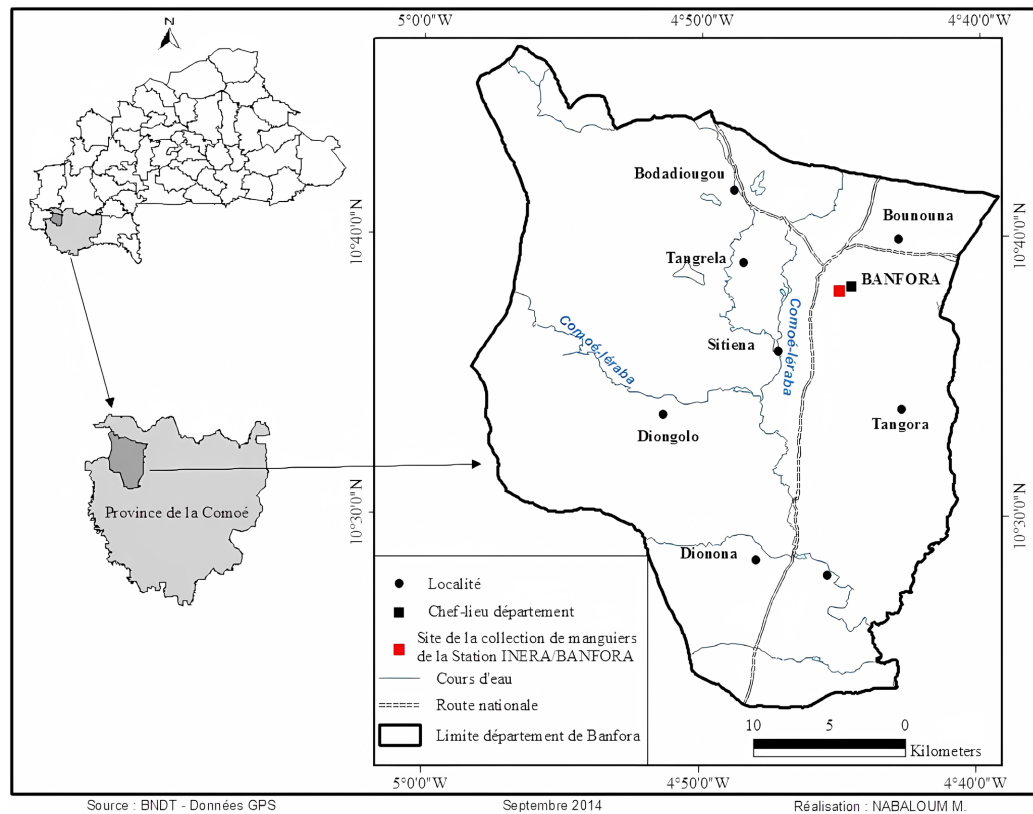 N
5°0'0"W
4°50'0"W
4°40'0"W
10°40'0"N
10°40'0"N
10°30'0"N
10°30'0"N
Bodadiougou
Bounouna
Tangrela
BANFORA
Comoé-léraba
Comoé-léraba
Sitiena
Diongolo
Tangora
Dionona
Province de la Comoé
Localité
Chef-lieu département
Site de la collection de manguiers
de la Station INERA/BANFORA
Cours d'eau
Route nationale
Limite département de Banfora
10 5 0
Kilometers
5°0'0"W
4°50'0"W
4°40'0"W
Source : BNDT - Données GPS
Septembre 2014
Réalisation : NABALOUM M.